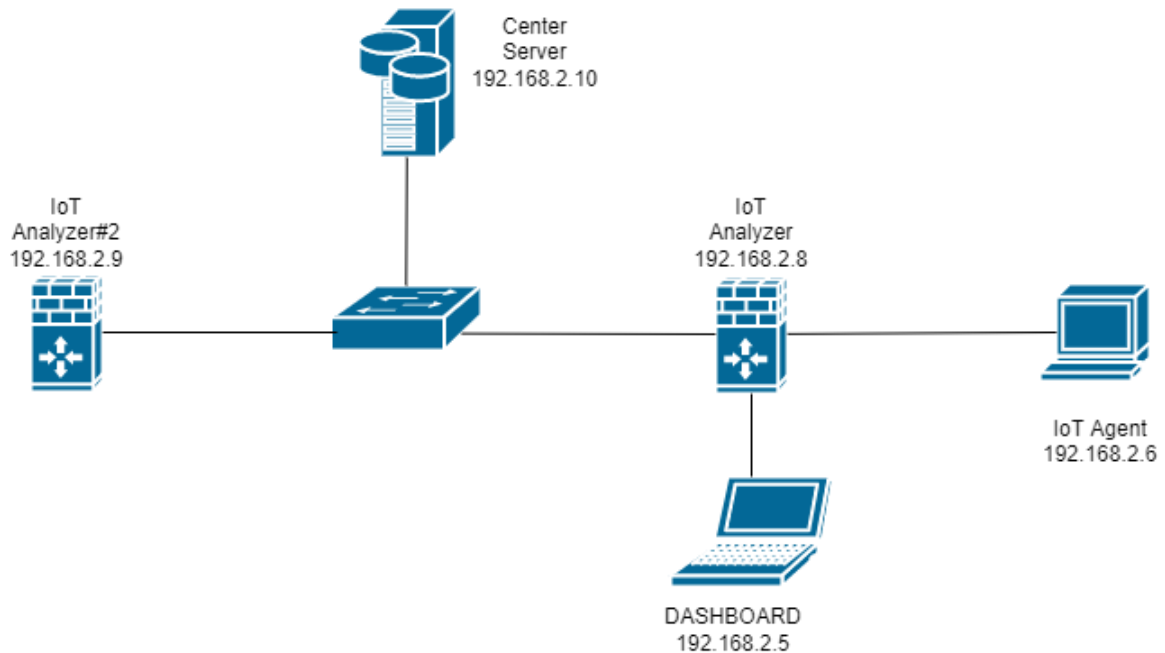 Center
Server
192.168.2.10
IoT
Analyzer#2
192.168.2.9
IoT
Analyzer
192.168.2.8
IoT Agent
192.168.2.6
DASHBOARD
192.168.2.5